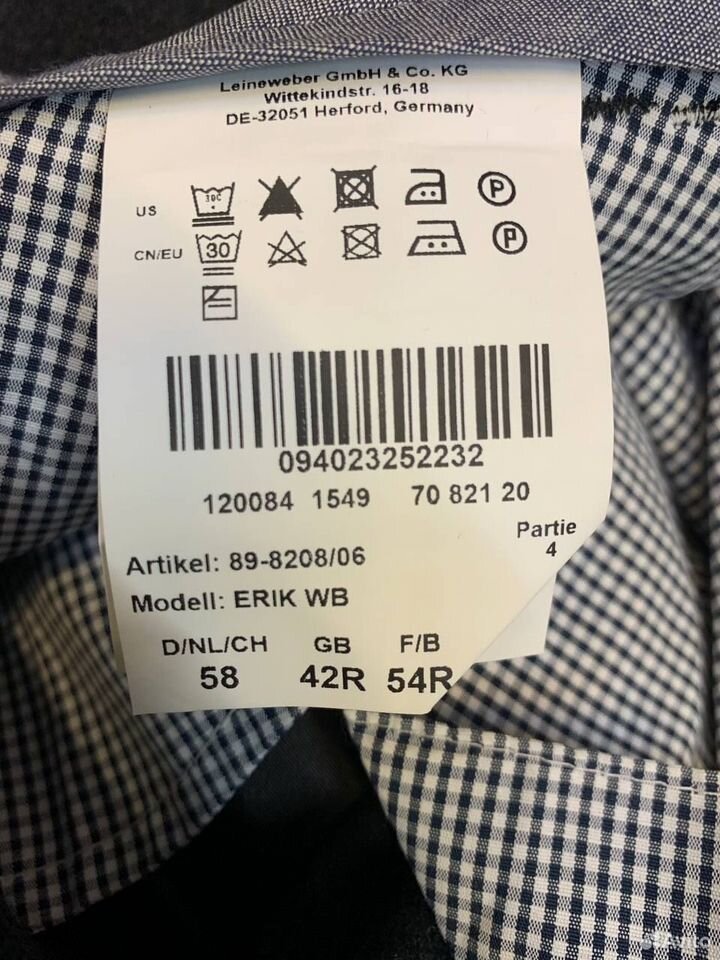 Leineweber GmbH & Co. KG
Wittekindstr. 16-18
DE-32051 Herford, Germany
US
30C
P
CN/EU
30
P
094023252232
120084 1549 70 821 20
Partie
4
Artikel: 89-8208/06
Modell: ERIK WB
D/NL/CH GB F/B
58 42R 54R
Avito